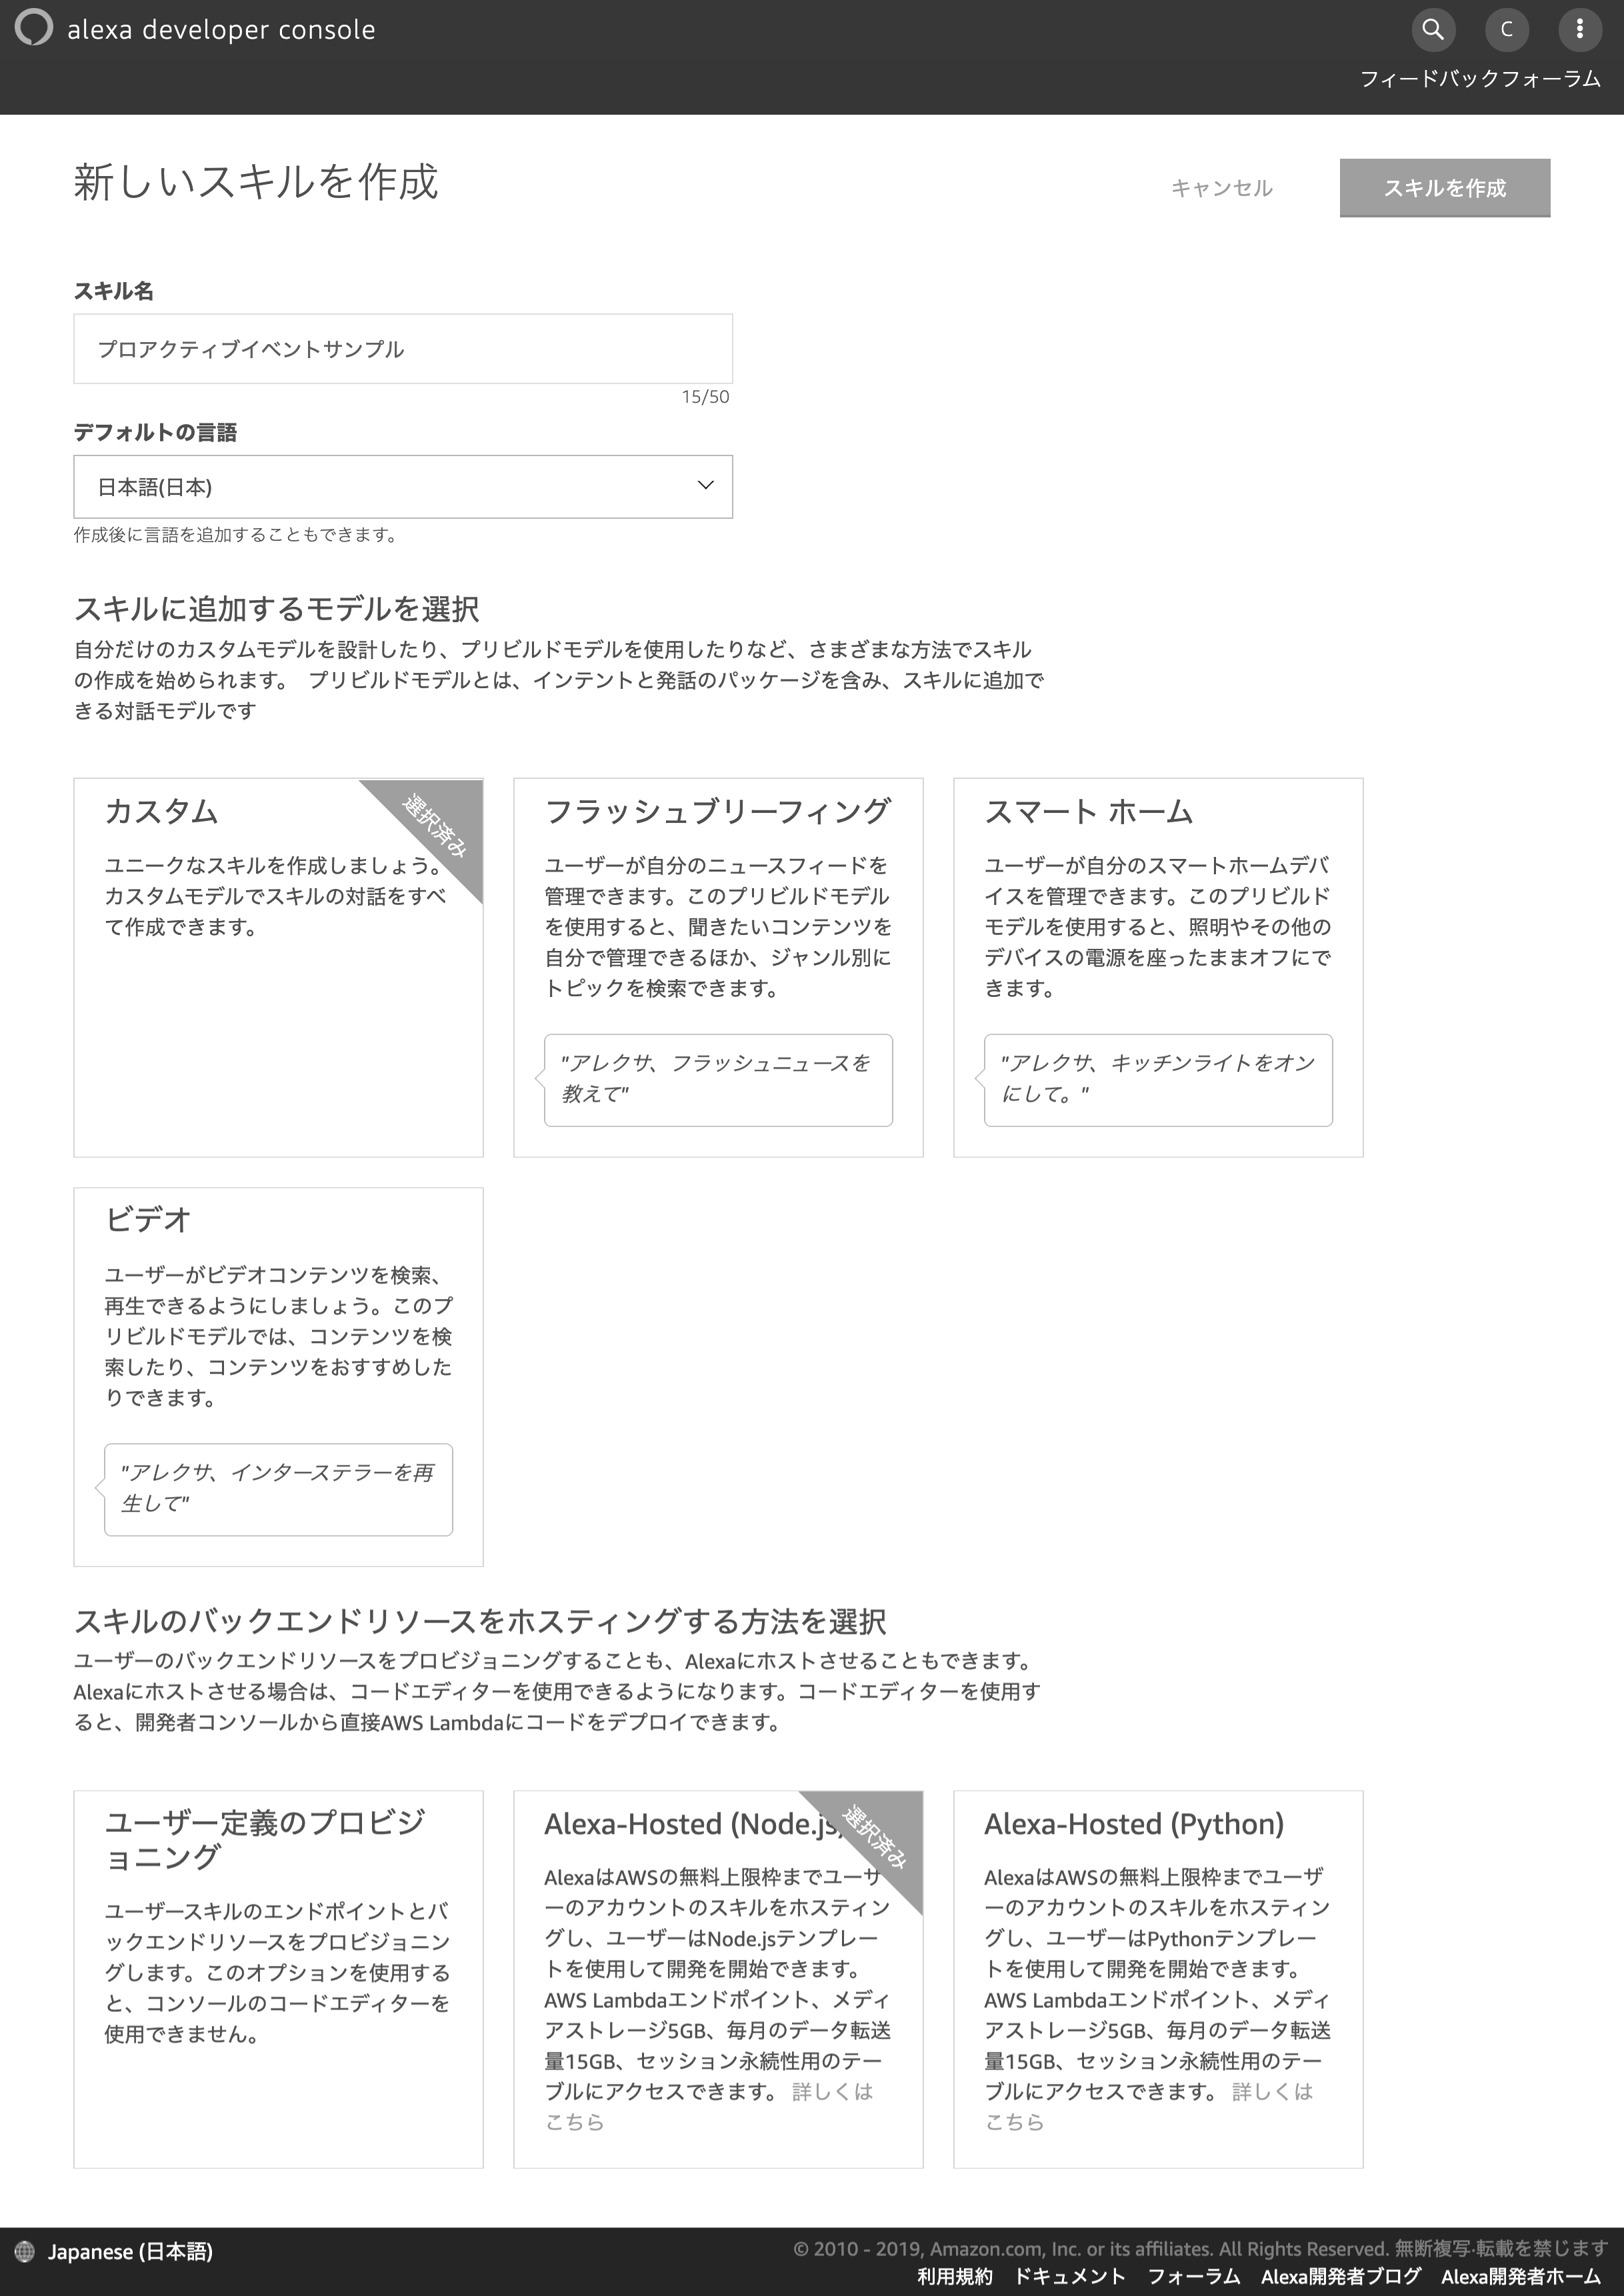 alexa developer console
C
フィードバックフォーラム
新しいスキルを作成
キャンセル
スキルを作成
スキル名
プロアクティブイベントサンプル
15/50
デフォルトの言語
日本語(日本)
作成後に言語を追加することもできます。
スキルに追加するモデルを選択
自分だけのカスタムモデルを設計したり、プリビルドモデルを使用したりなど、さまざまな方法でスキル
の作成を始められます。 プリビルドモデルとは、インテントと発話のパッケージを含み、スキルに追加で
きる対話モデルです
カスタム
選択済み
ユニークなスキルを作成しましょう。
カスタムモデルでスキルの対話をすべ
て作成できます。
フラッシュブリーフィング
ユーザーが自分のニュースフィードを
管理できます。このプリビルドモデル
を使用すると、聞きたいコンテンツを
自分で管理できるほか、ジャンル別に
トピックを検索できます。
"アレクサ、フラッシュニュースを
教えて"
スマート ホーム
ユーザーが自分のスマートホームデバ
イスを管理できます。このプリビルド
モデルを使用すると、照明やその他の
デバイスの電源を座ったままオフにで
きます。
"アレクサ、キッチンライトをオン
にして。"
ビデオ
ユーザーがビデオコンテンツを検索、
再生できるようにしましょう。このプ
リビルドモデルでは、コンテンツを検
索したり、コンテンツをおすすめした
りできます。
"アレクサ、インターステラーを再
生して"
スキルのバックエンドリソースをホスティングする方法を選択
ユーザーのバックエンドリソースをプロビジョニングすることも、Alexaにホストさせることもできます。
Alexaにホストさせる場合は、コードエディターを使用できるようになります。コードエディターを使用す
ると、開発者コンソールから直接AWS Lambdaにコードをデプロイできます。
ユーザー定義のプロビジ
ョニング
ユーザースキルのエンドポイントとバ
ックエンドリソースをプロビジョニン
グします。このオプションを使用する
と、コンソールのコードエディターを
使用できません。
Alexa-Hosted (Node.js)
選択済み
AlexaはAWSの無料上限枠までユーザ
ーのアカウントのスキルをホスティン
グし、ユーザーはNode.jsテンプレー
トを使用して開発を開始できます。
AWS Lambdaエンドポイント、メディ
アストレージ5GB、毎月のデータ転送
量15GB、セッション永続性用のテー
ブルにアクセスできます。 詳しくは
こちら
Alexa-Hosted (Python)
AlexaはAWSの無料上限枠までユーザ
ーのアカウントのスキルをホスティン
グし、ユーザーはPythonテンプレー
トを使用して開発を開始できます。
AWS Lambdaエンドポイント、メディ
アストレージ5GB、毎月のデータ転送
量15GB、セッション永続性用のテー
ブルにアクセスできます。 詳しくは
こちら
Japanese (日本語)
© 2010 - 2019, Amazon.com, Inc. or its affiliates. All Rights Reserved. 無断複写·転載を禁じます
利用規約 ドキュメント フォーラム Alexa開発者ブログ Alexa開発者ホーム